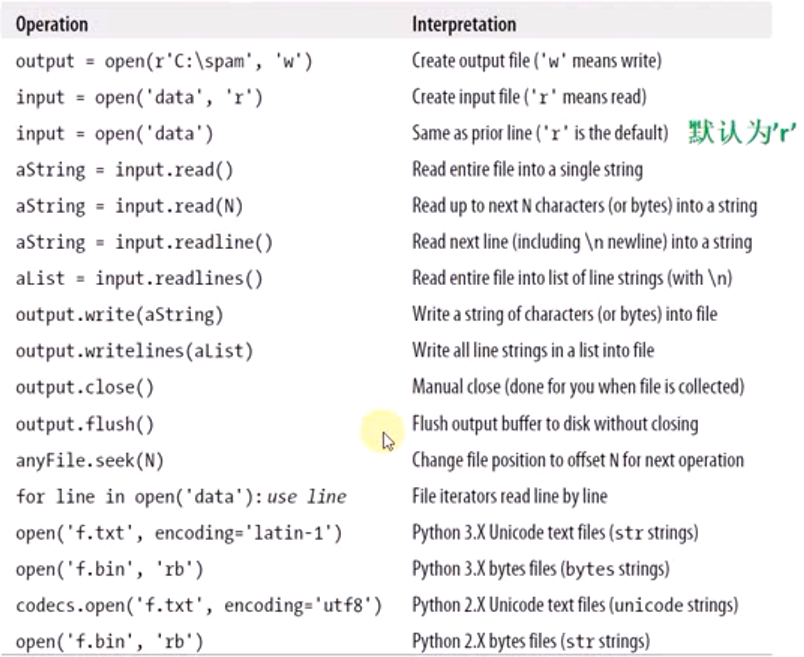 Operation Interpretation
output = open(r'C:\spam', 'w') Create output file ('w' means write)
input = open('data', 'r') Create input file ('r' means read)
input = open('data') Same as prior line ('r' is the default) 默认为'r'
aString = input.read() Read entire file into a single string
aString = input.read(N) Read up to next N characters (or bytes) into a string
aString = input.readline() Read next line (including \n newline) into a string
aList = input.readlines() Read entire file into list of line strings (with \n)
output.write(aString) Write a string of characters (or bytes) into file
output.writelines(aList) Write all line strings in a list into file
output.close() Manual close (done for you when file is collected)
output.flush() Flush output buffer to disk without closing
anyFile.seek(N) Change file position to offset N for next operation
for line in open('data'): use line File iterators read line by line
open('f.txt', encoding='latin-1') Python 3.X Unicode text files (str strings)
open('f.bin', 'rb') Python 3.X bytes files (bytes strings)
codecs.open('f.txt', encoding='utf8') Python 2.X Unicode text files (unicode strings)
open('f.bin', 'rb') Python 2.X bytes files (str strings)